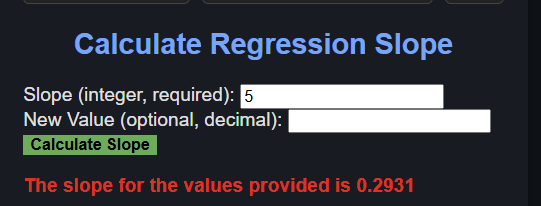 Calculate Regression Slope
Slope (integer, required): 5
New Value (optional, decimal):
Calculate Slope
The slope for the values provided is 0.2931